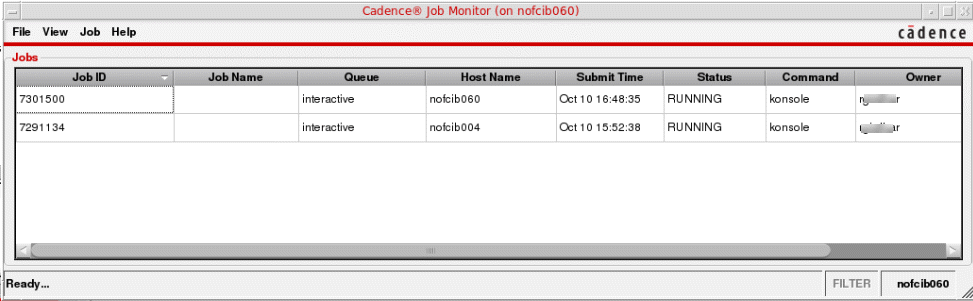 Cadence® Job Monitor (on nofcib060)
File View Job Help
cādence
Jobs
Job ID Job Name Queue Host Name Submit Time Status Command Owner
7301500 interactive nofcib060 Oct 10 16:48:35 RUNNING konsole
7291134 interactive nofcib004 Oct 10 15:52:38 RUNNING konsole
Ready... FILTER nofcib060